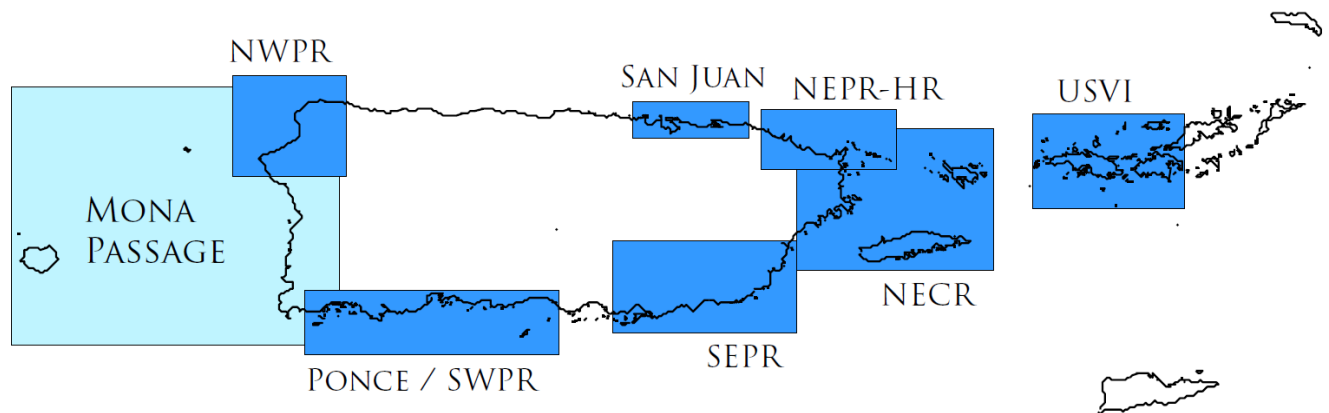 NWPR
San Juan
NEPR-HR
USVI
Mona
Passage
NECR
SEPR
Ponce / SWPR